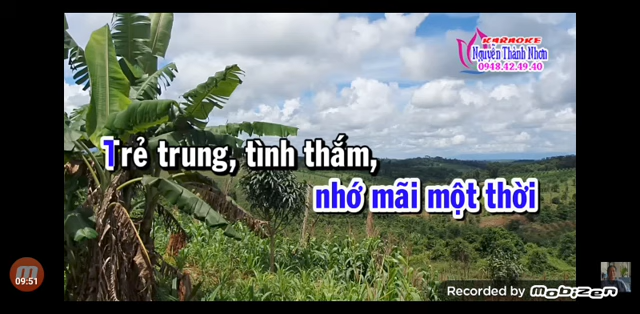 KARAOKE
Nguyễn Thành Nhơn
0948.42.49.40
Trẻ trung, tình thắm,
nhớ mãi một thời
09:51
Recorded by Mobizen